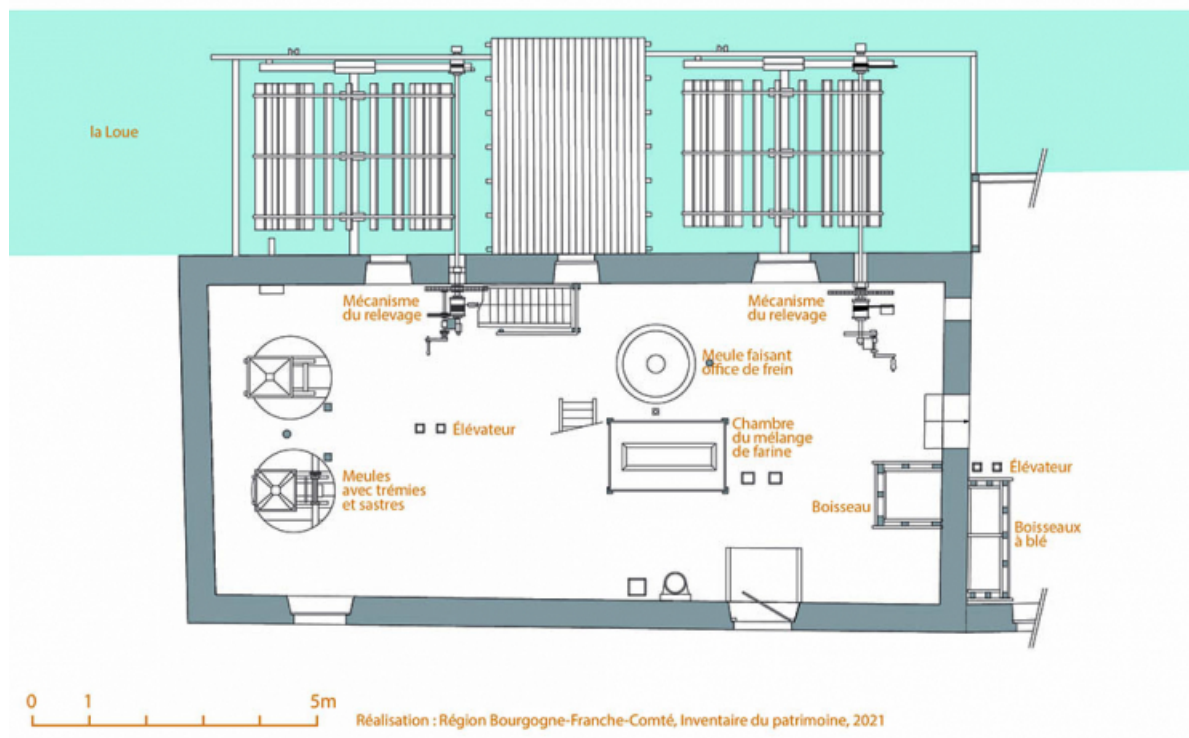 la Loue
Mécanisme
du relevage
Mécanisme
du relevage
Meule faisant
office de frein
Élévateur
Chambre
du mélange
de farine
Meules
avec trémies
et sastres
Boisseau
Élévateur
Boisseaux
à blé
0 1 5m
Réalisation : Région Bourgogne-Franche-Comté, Inventaire du patrimoine, 2021